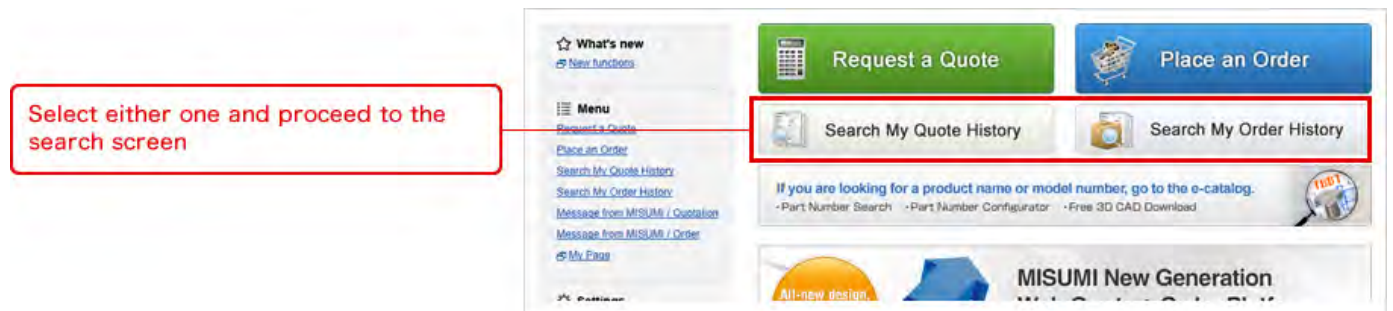 Select either one and proceed to the
search screen
What's new
New functions
Menu
Request a Quote
Place an Order
Search My Quote History
Search My Order History
Message from MISUMI / Quotation
Message from MISUMI / Order
My Page
Settings
Request a Quote
Place an Order
Search My Quote History
Search My Order History
If you are looking for a product name or model number, go to the e-catalog.
・Part Number Search ・Part Number Configurator ・Free 3D CAD Download
All-new design,
MISUMI New Generation